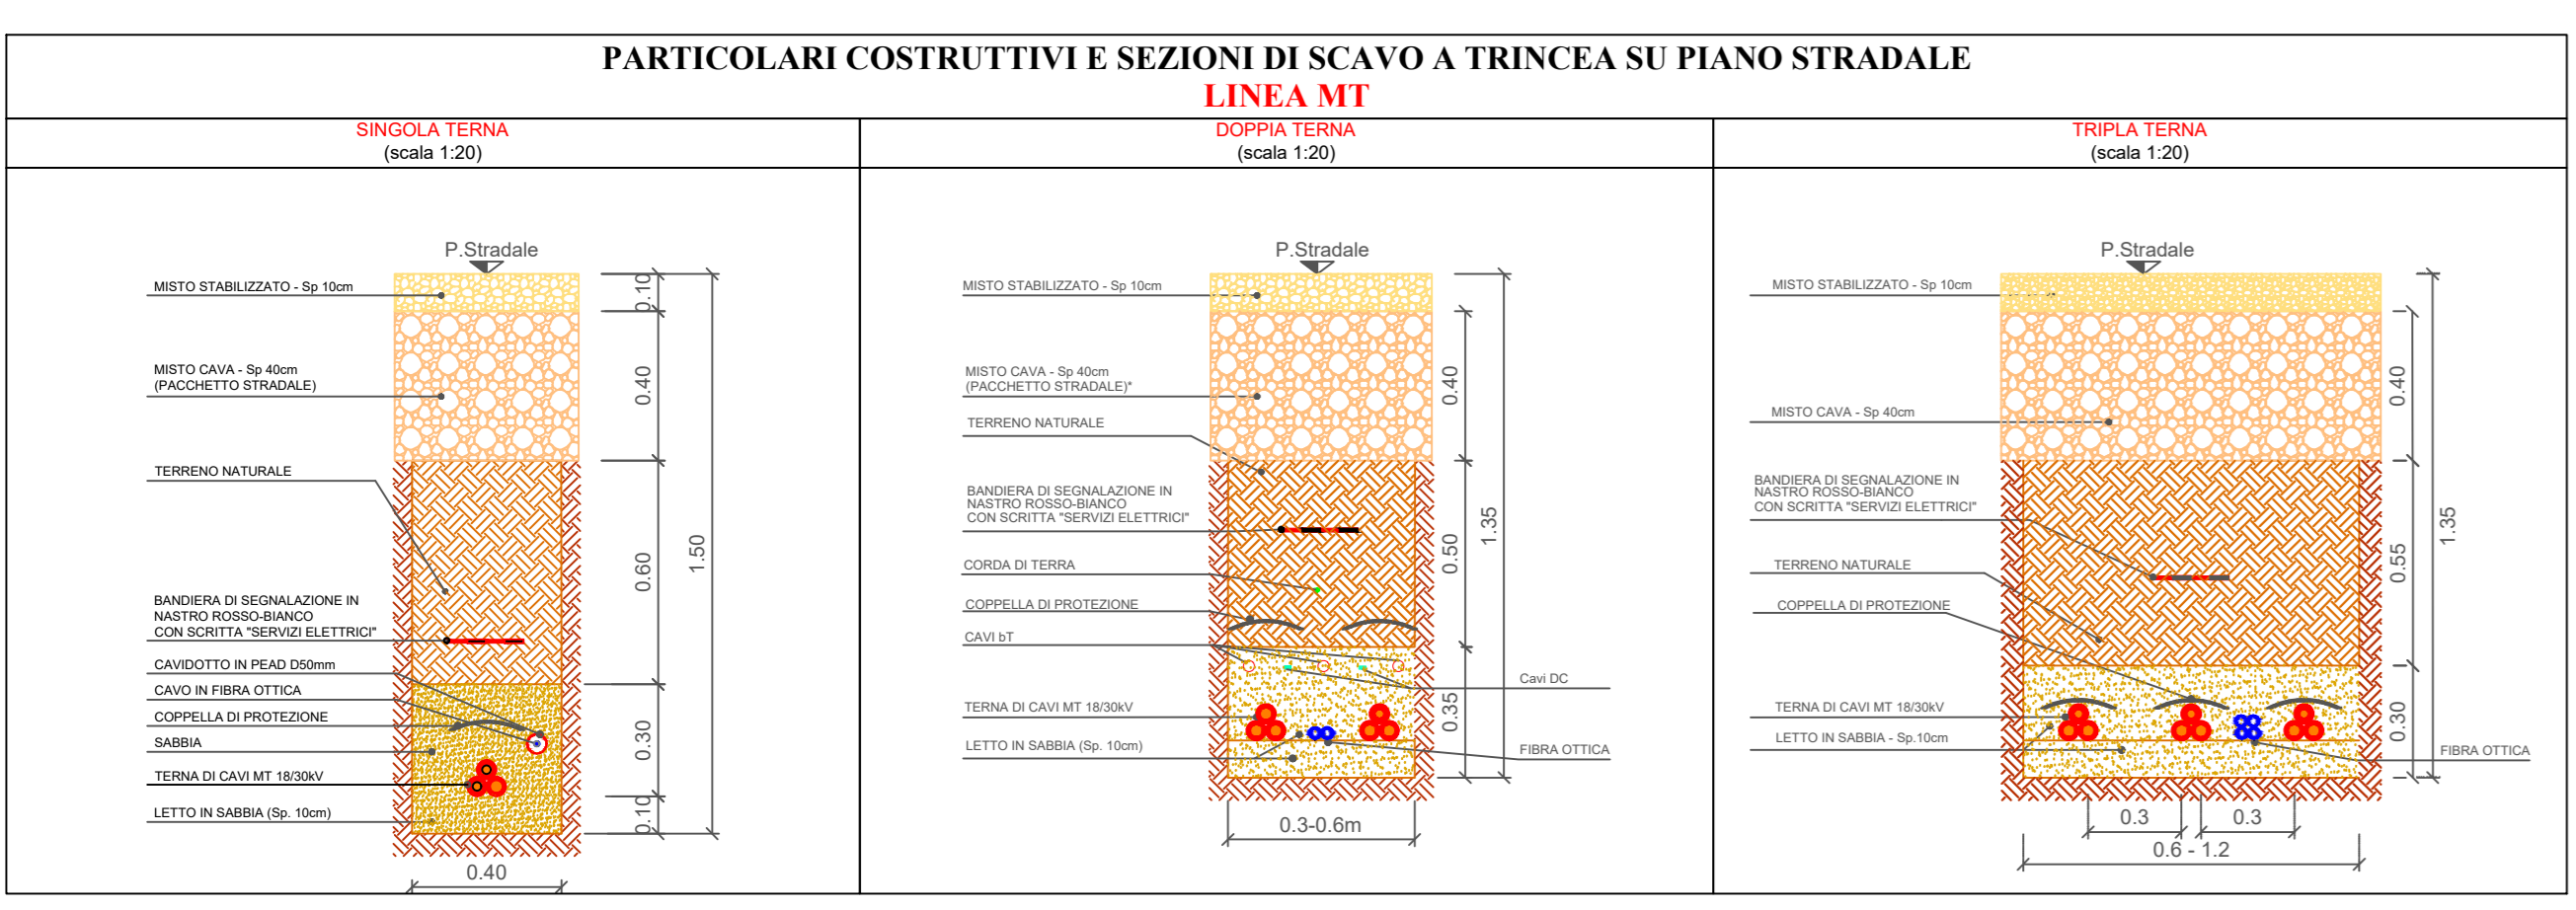 PARTICOLARI COSTRUTTIVI E SEZIONI DI SCAVO A TRINCEA SU PIANO STRADALE
LINEA MT
SINGOLA TERNA
(scala 1:20)
DOPPIA TERNA
(scala 1:20)
TRIPLA TERNA
(scala 1:20)
P.Stradale
MISTO STABILIZZATO - Sp 10cm
MISTO CAVA - Sp 40cm
(PACCHETTO STRADALE)
TERRENO NATURALE
BANDIERA DI SEGNALAZIONE IN
NASTRO ROSSO-BIANCO
CON SCRITTA "SERVIZI ELETTRICI"
CAVIDOTTO IN PEAD D50mm
CAVO IN FIBRA OTTICA
COPPELLA DI PROTEZIONE
SABBIA
TERNA DI CAVI MT 18/30kV
LETTO IN SABBIA (Sp. 10cm)
0.10
0.40
0.60
0.30
0.10
1.50
0.40
P.Stradale
MISTO STABILIZZATO - Sp 10cm
MISTO CAVA - Sp 40cm
(PACCHETTO STRADALE)*
TERRENO NATURALE
BANDIERA DI SEGNALAZIONE IN
NASTRO ROSSO-BIANCO
CON SCRITTA "SERVIZI ELETTRICI"
CORDA DI TERRA
COPPELLA DI PROTEZIONE
CAVI bT
TERNA DI CAVI MT 18/30kV
LETTO IN SABBIA (Sp. 10cm)
Cavi DC
FIBRA OTTICA
0.40
0.50
0.35
1.35
0.3-0.6m
P.Stradale
MISTO STABILIZZATO - Sp 10cm
MISTO CAVA - Sp 40cm
BANDIERA DI SEGNALAZIONE IN
NASTRO ROSSO-BIANCO
CON SCRITTA "SERVIZI ELETTRICI"
TERRENO NATURALE
COPPELLA DI PROTEZIONE
TERNA DI CAVI MT 18/30kV
LETTO IN SABBIA - Sp.10cm
FIBRA OTTICA
0.40
0.55
0.30
1.35
0.3
0.3
0.6 - 1.2